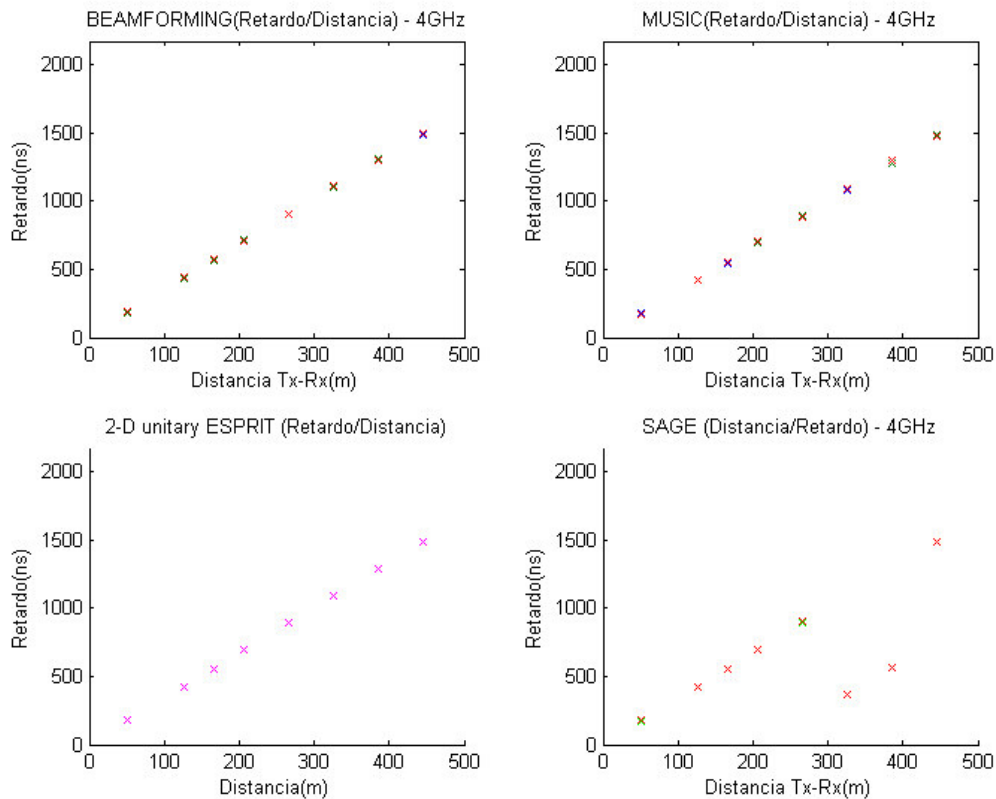 BEAMFORMING(Retardo/Distancia) - 4GHz
2000
1500
1000
500
0
Retardo(ns)
0 100 200 300 400 500
Distancia Tx-Rx(m)
MUSIC(Retardo/Distancia) - 4GHz
2000
1500
1000
500
0
Retardo(ns)
0 100 200 300 400 500
Distancia Tx-Rx(m)
2-D unitary ESPRIT (Retardo/Distancia)
2000
1500
1000
500
0
Retardo(ns)
0 100 200 300 400 500
Distancia(m)
SAGE (Distancia/Retardo) - 4GHz
2000
1500
1000
500
0
Retardo(ns)
0 100 200 300 400 500
Distancia Tx-Rx(m)